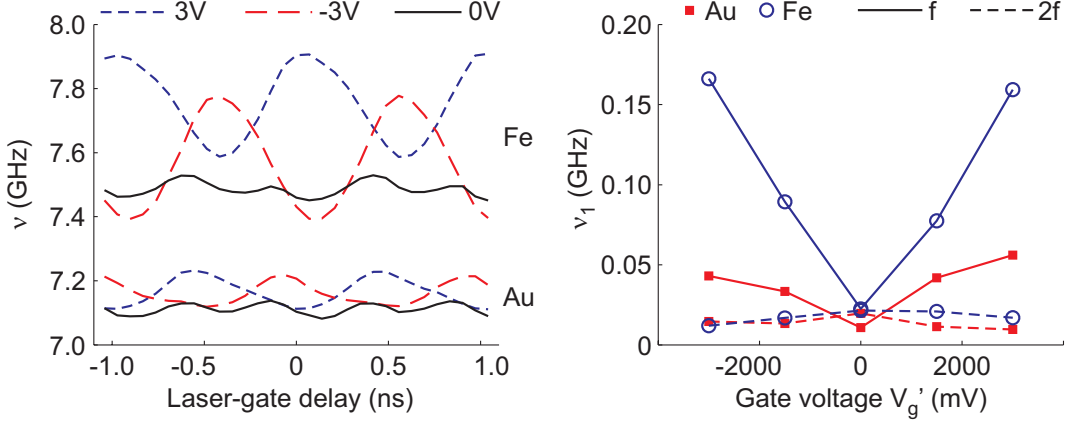 3V -3V 0V
8.0
7.8
7.6
7.4
7.2
7.0
ν (GHz)
Fe
Au
-1.0 -0.5 0 0.5 1.0
Laser-gate delay (ns)
Au Fe f 2f
0.20
0.15
0.10
0.05
0
ν₁ (GHz)
-2000 0 2000
Gate voltage Vg' (mV)